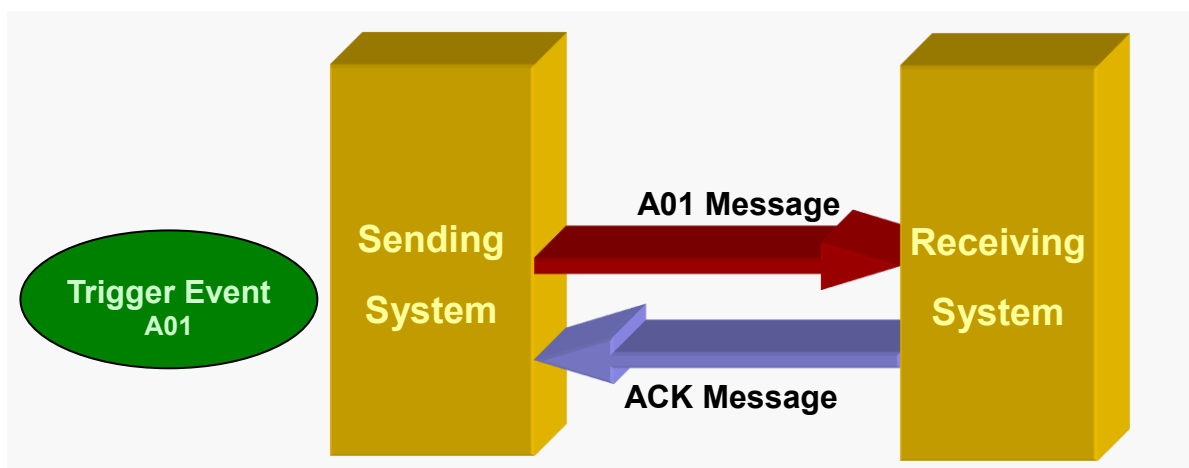 Trigger Event
A01
Sending
System
A01 Message
ACK Message
Receiving
System